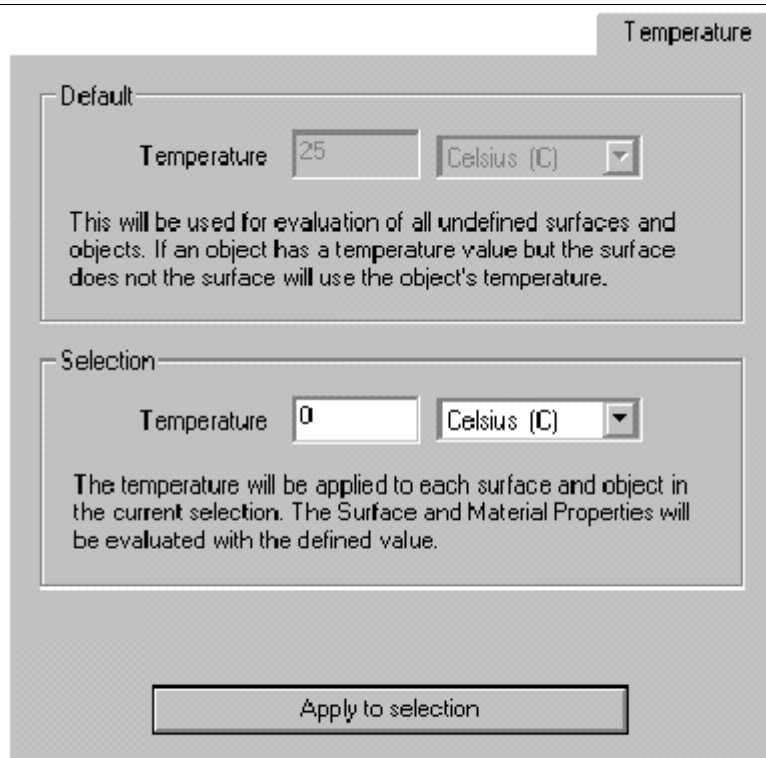 Temperature
Default
Temperature 25 Celsius (C)
This will be used for evaluation of all undefined surfaces and
objects. If an object has a temperature value but the surface
does not the surface will use the object's temperature.
Selection
Temperature 0 Celsius (C)
The temperature will be applied to each surface and object in
the current selection. The Surface and Material Properties will
be evaluated with the defined value.
Apply to selection